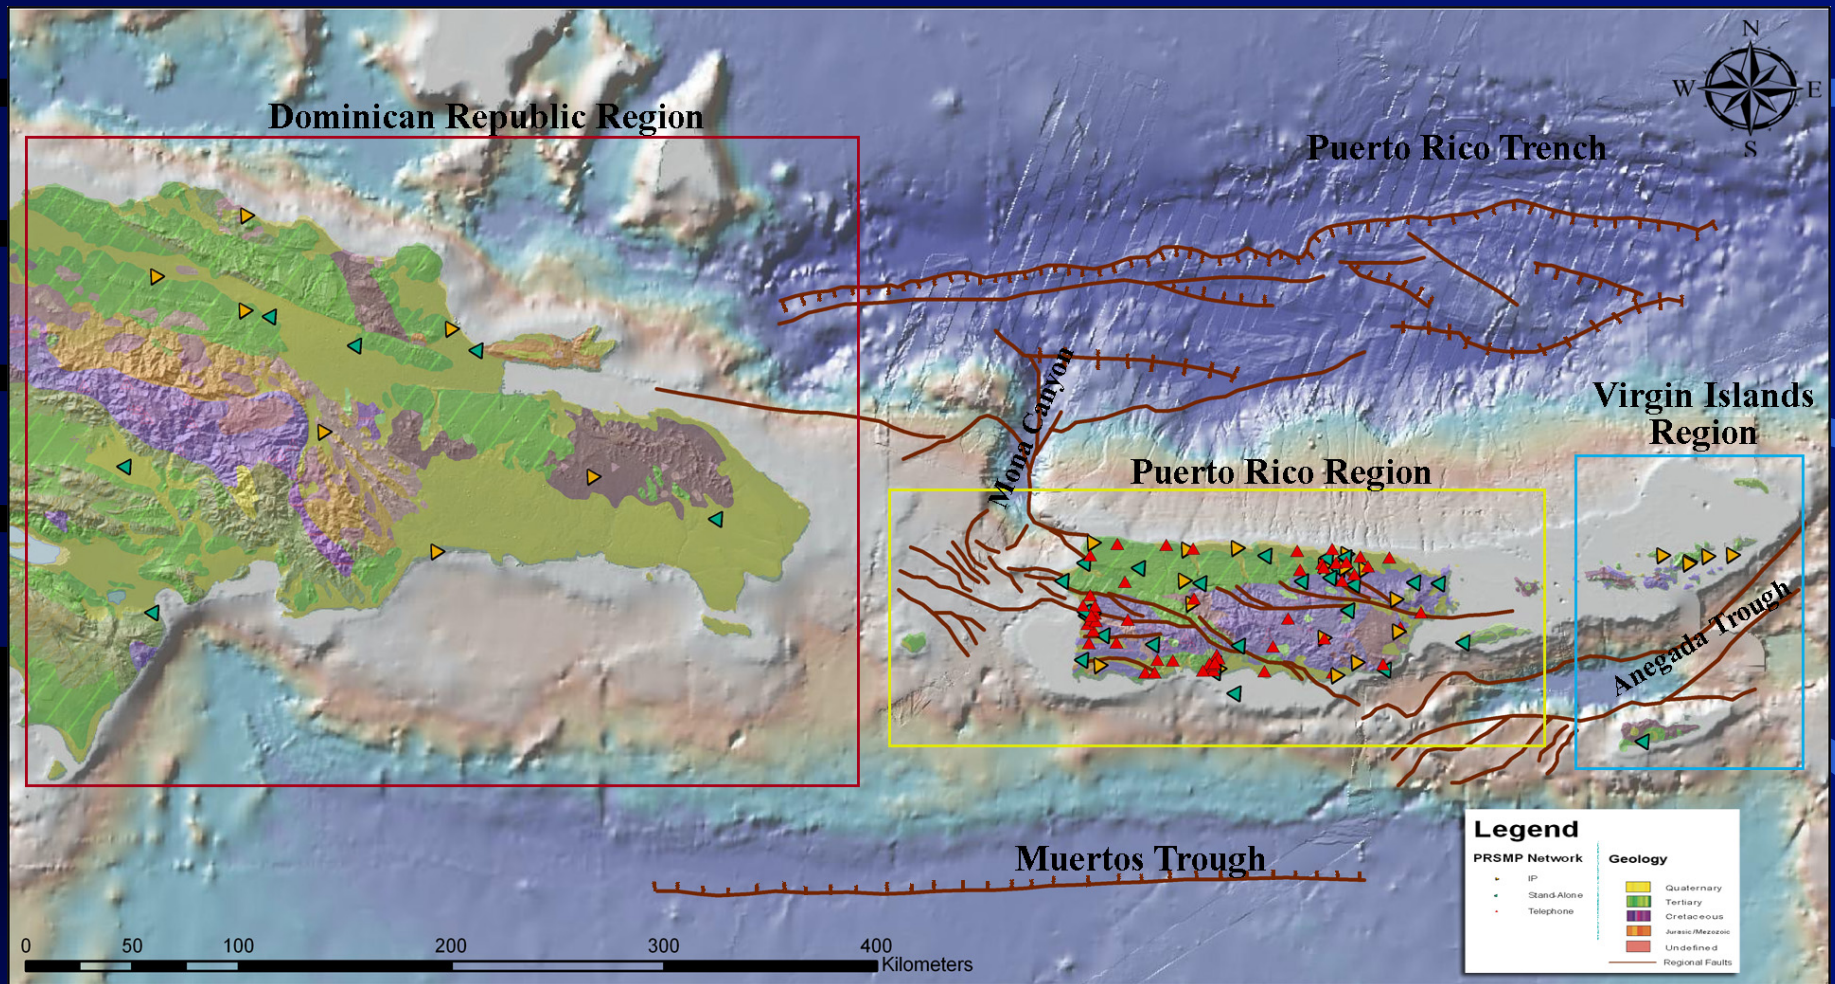 N
W E
S
Dominican Republic Region
Puerto Rico Trench
Mona Canyon
Virgin Islands
Region
Puerto Rico Region
Anegada Trough
Muertos Trough
Legend
PRSMP Network
IP
Stand-Alone
Telephone
Geology
Quaternary
Tertiary
Cretaceous
Jurasic/Mezozoic
Undefined
Regional Faults
0 50 100 200 300 400
Kilometers